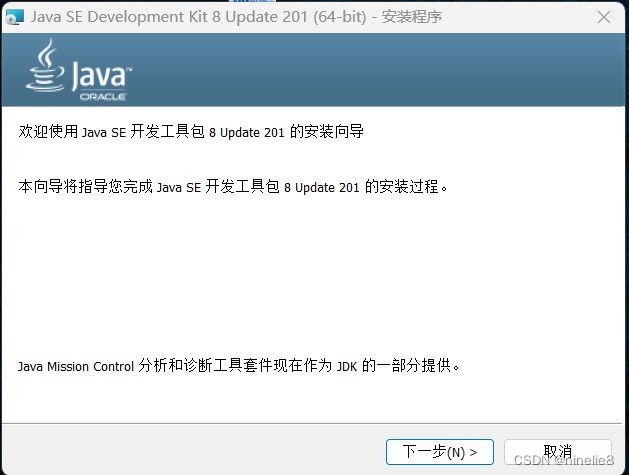 Java SE Development Kit 8 Update 201 (64-bit) - 安装程序
Java™
ORACLE
欢迎使用 Java SE 开发工具包 8 Update 201 的安装向导
本向导将指导您完成 Java SE 开发工具包 8 Update 201 的安装过程。
Java Mission Control 分析和诊断工具套件现在作为 JDK 的一部分提供。
下一步(N) >
取消
CSDN @ninelie8